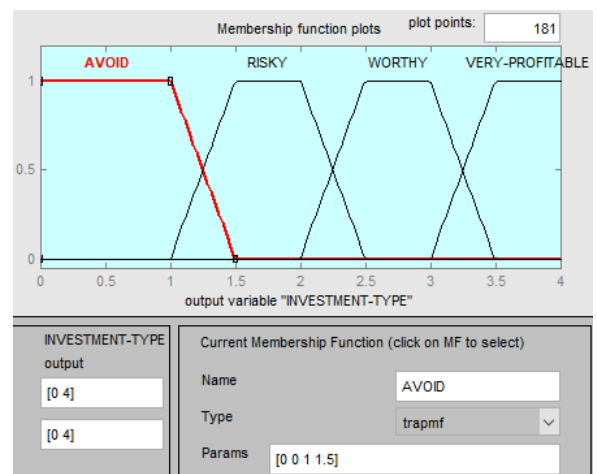 Membership function plots plot points: 181
AVOID RISKY WORTHY VERY-PROFITABLE
1
0.5
0
0 0.5 1 1.5 2 2.5 3 3.5 4
output variable "INVESTMENT-TYPE"
INVESTMENT-TYPE
output
[0 4]
[0 4]
Current Membership Function (click on MF to select)
Name AVOID
Type trapmf
Params [0 0 1 1.5]